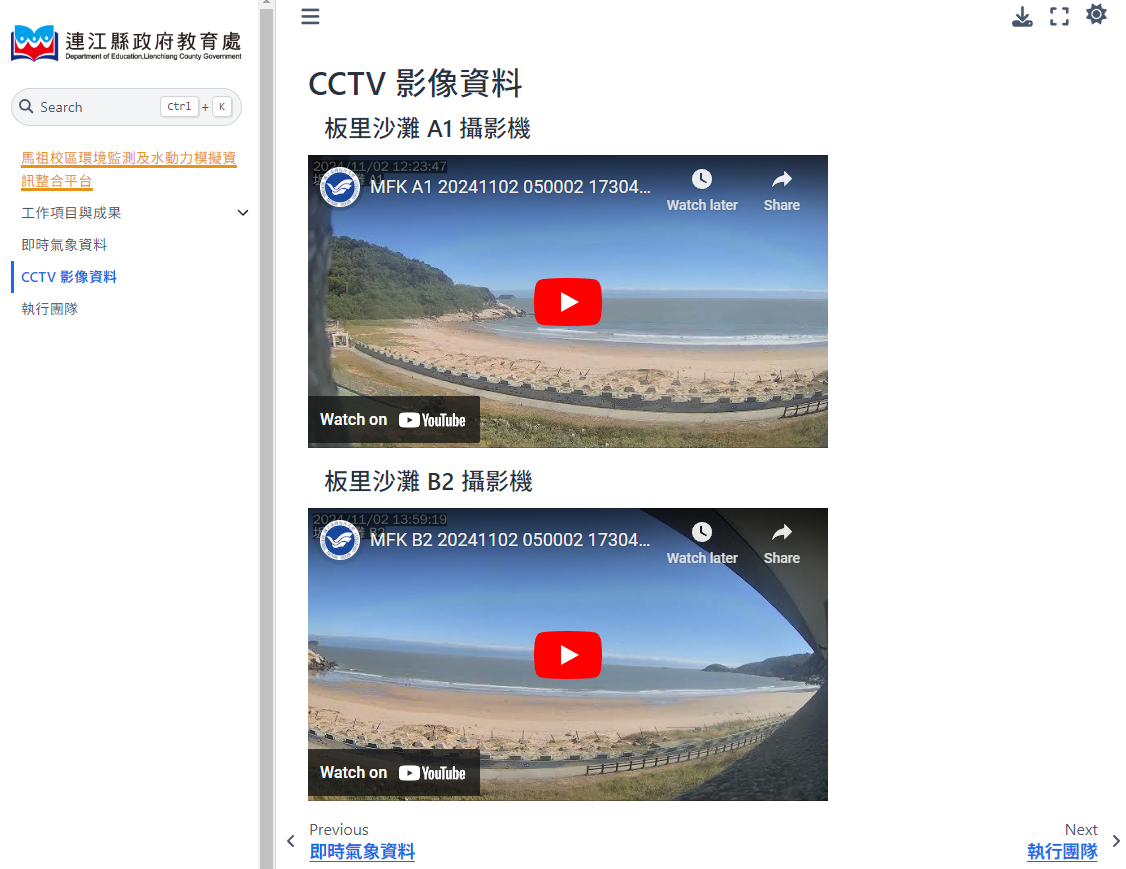 連江縣政府教育處
Department of Education,Lienchiang County Government
Search
Ctrl + K
馬祖校區環境監測及水動力模擬資
訊整合平台
工作項目與成果
即時氣象資料
CCTV 影像資料
執行團隊
CCTV 影像資料
板里沙灘 A1 攝影機
2024/11/02 12:23:47
A1
MFK A1 20241102 050002 17304...
Watch later
Share
Watch on YouTube
板里沙灘 B2 攝影機
2024/11/02 13:59:19
B2
MFK B2 20241102 050002 17304...
Watch later
Share
Watch on YouTube
Previous
即時氣象資料
Next
執行團隊